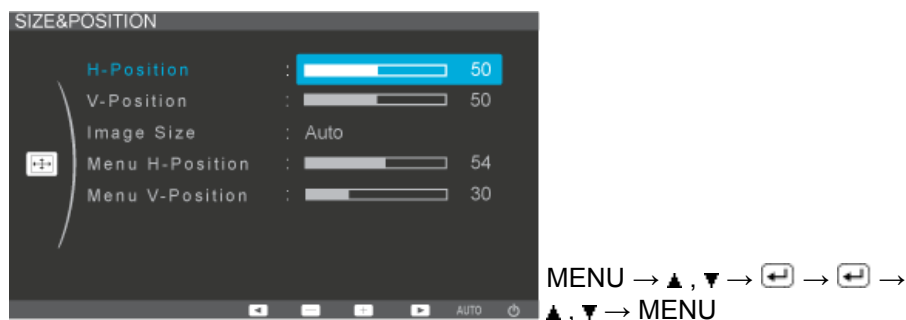 SIZE&POSITION
H-Position : 50
V-Position : 50
Image Size : Auto
Menu H-Position : 54
Menu V-Position : 30
AUTO
MENU → ▲ , ▼ → ↵ → ↵ →
▲ , ▼ → MENU